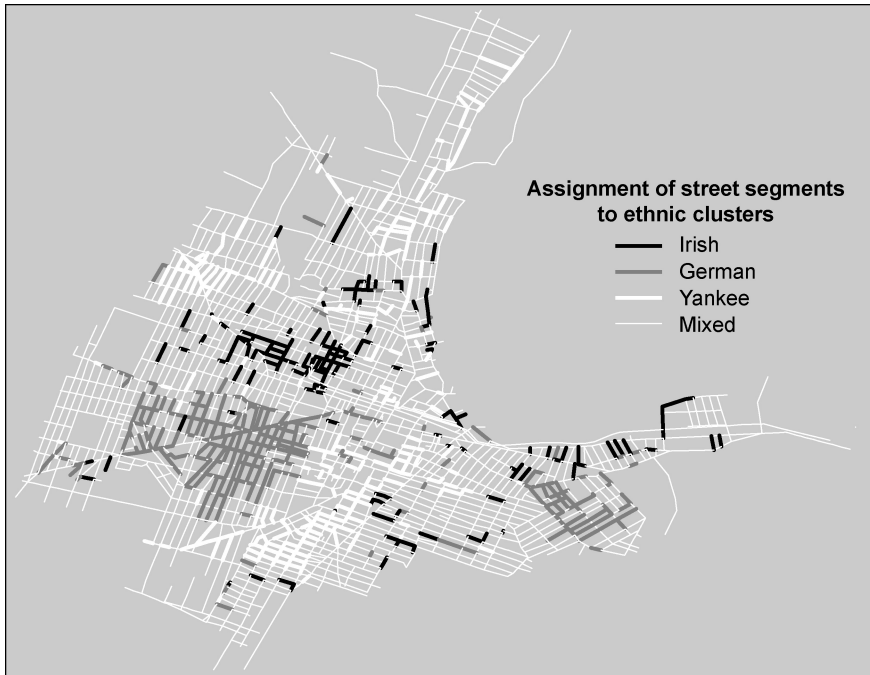 Assignment of street segments
to ethnic clusters
Irish
German
Yankee
Mixed